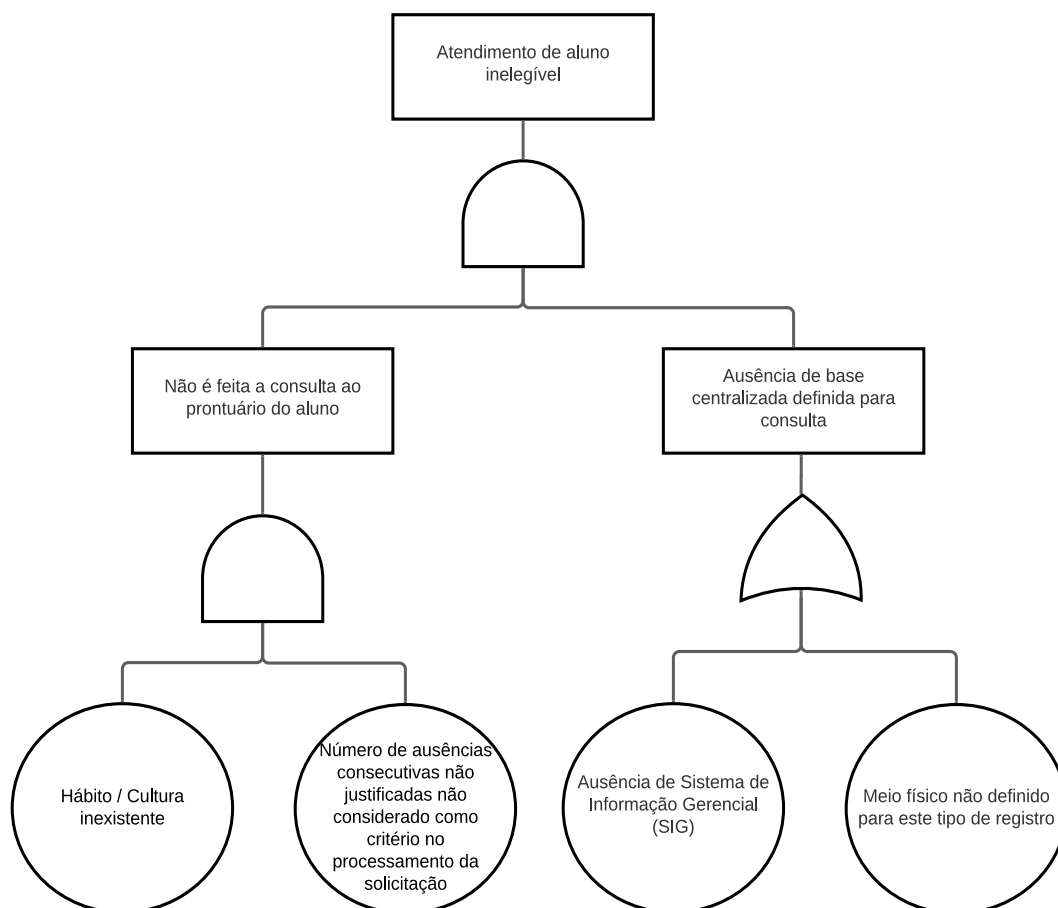 Atendimento de aluno
inelegível
Não é feita a consulta ao
prontuário do aluno
Ausência de base
centralizada definida para
consulta
Hábito / Cultura
inexistente
Número de ausências
consecutivas não
justificadas não
considerado como
critério no
processamento da
solicitação
Ausência de Sistema de
Informação Gerencial
(SIG)
Meio físico não definido
para este tipo de registro